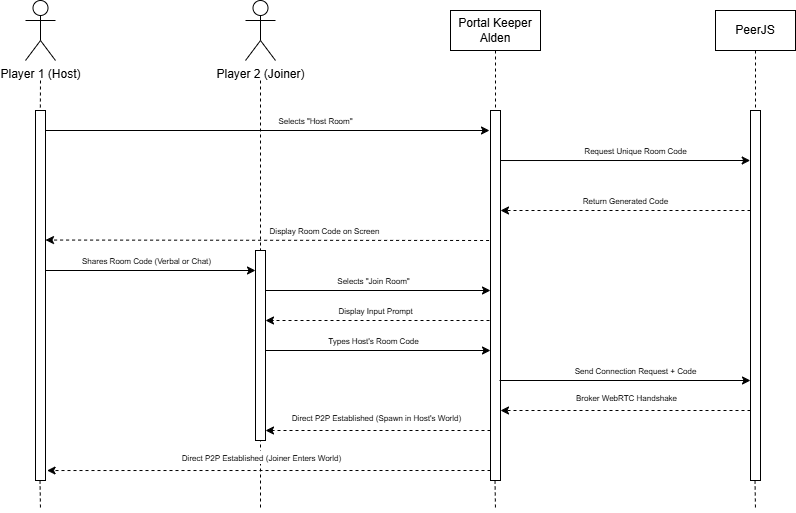 Portal Keeper
Alden
PeerJS
Player 1 (Host)
Player 2 (Joiner)
Selects "Host Room"
Request Unique Room Code
Return Generated Code
Display Room Code on Screen
Shares Room Code (Verbal or Chat)
Selects "Join Room"
Display Input Prompt
Types Host's Room Code
Send Connection Request + Code
Broker WebRTC Handshake
Direct P2P Established (Spawn in Host's World)
Direct P2P Established (Joiner Enters World)